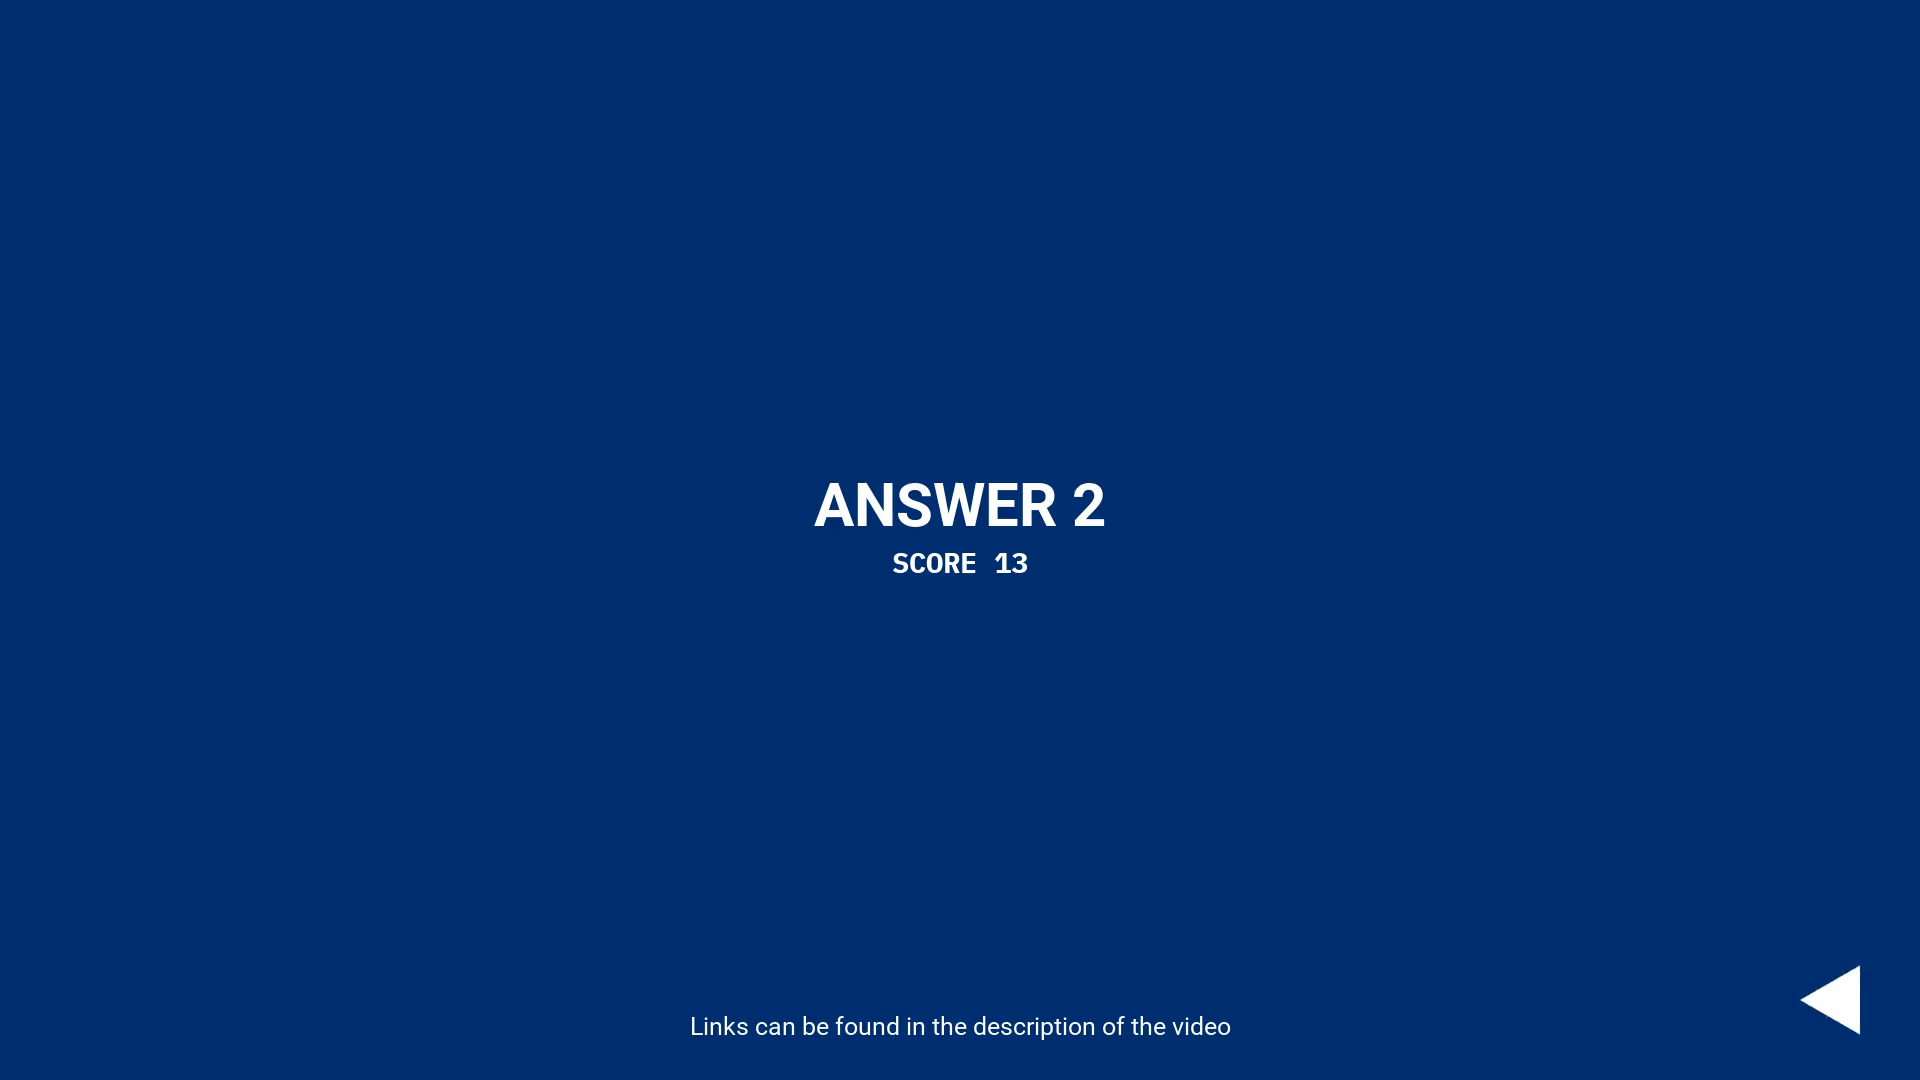 ANSWER 2
SCORE 13
Links can be found in the description of the video